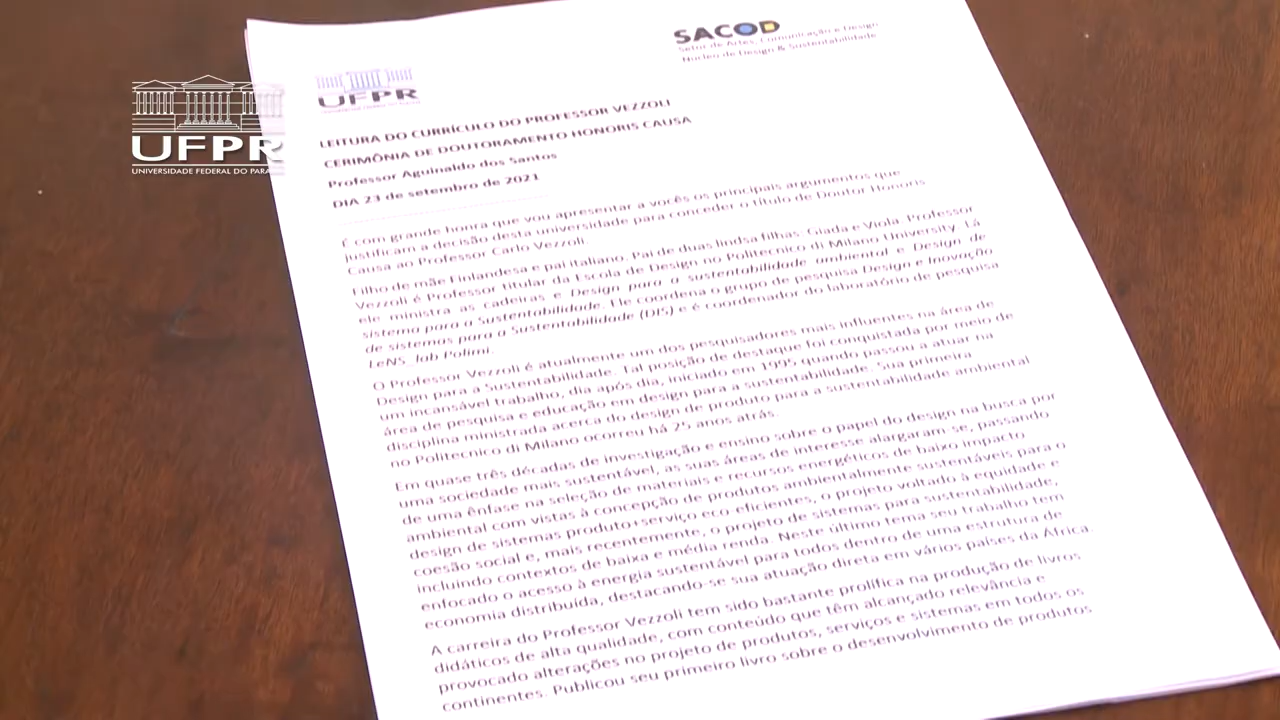 SACOD
Setor de Artes, Comunicação e Design
Núcleo de Design & Sustentabilidade
UFPR
UFPR
UNIVERSIDADE FEDERAL DO PARA
LEITURA DO CURRÍCULO DO PROFESSOR VEZZOLI
CERIMÔNIA DE DOUTORAMENTO HONORIS CAUSA
Professor Aguinaldo dos Santos
DIA 23 de setembro de 2021
É com grande honra que vou apresentar a vocês os principais argumentos que
justificam a decisão desta universidade para conceder o título de Doutor Honoris
Causa ao Professor Carlo Vezzoli.
Filho de mãe Finlandesa e pai italiano. Pai de duas lindsa filhas: Giada e Viola. Professor
Vezzoli é Professor titular da Escola de Design no Politecnico di Milano University. Lá
ele ministra as cadeiras e Design para a Sustentabilidade ambiental e Design de
sistema para a Sustentabilidade. Ele coordena o grupo de pesquisa Design e Inovação
de sistemas para a Sustentabilidade (DIS) e é coordenador do laboratório de pesquisa
LeNS_lab Polimi.
O Professor Vezzoli é atualmente um dos pesquisadores mais influentes na área de
Design para a Sustentabilidade. Tal posição de destaque foi conquistada por meio de
um incansável trabalho, dia após dia, iniciado em 1995 quando passou a atuar na
área de pesquisa e educação em design para a sustentabilidade. Sua primeira
disciplina ministrada acerca do design de produto para a sustentabilidade ambiental
no Politecnico di Milano ocorreu há 25 anos atrás.
Em quase três décadas de investigação e ensino sobre o papel do design na busca por
uma sociedade mais sustentável, as suas áreas de interesse alargaram-se, passando
de uma ênfase na seleção de materiais e recursos energéticos de baixo impacto
ambiental com vistas à concepção de produtos ambientalmente sustentáveis para o
design de sistemas produto+serviço eco-eficientes, o projeto voltado à equidade e
coesão social e, mais recentemente, o projeto de sistemas para sustentabilidade,
incluindo contextos de baixa e média renda. Neste último tema seu trabalho tem
enfocado o acesso à energia sustentável para todos dentro de uma estrutura de
economia distribuída, destacando-se sua atuação direta em vários países da África.
A carreira do Professor Vezzoli tem sido bastante prolífica na produção de livros
didáticos de alta qualidade, com conteúdo que têm alcançado relevância e
provocado alterações no projeto de produtos, serviços e sistemas em todos os
continentes. Publicou seu primeiro livro sobre o desenvolvimento de produtos